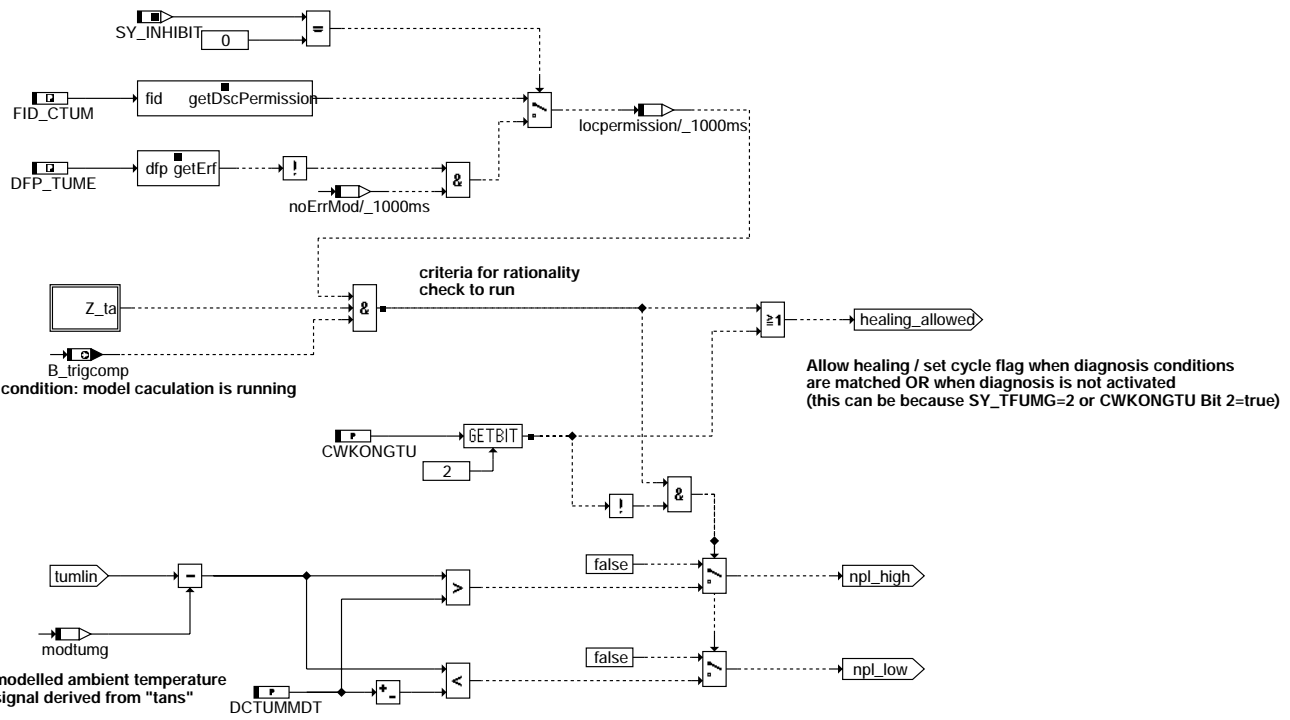 SY_INHIBIT
0
=
FID_CTUM
fid getDscPermission
locpermission/_1000ms
DFP_TUME
dfp getErf
!
&
noErrMod/_1000ms
criteria for rationality
check to run
Z_ta
&
≥1
healing_allowed
B_trigcomp
condition: model caculation is running
Allow healing / set cycle flag when diagnosis conditions
are matched OR when diagnosis is not activated
(this can be because SY_TFUMG=2 or CWKONGTU Bit 2=true)
CWKONGTU
GETBIT
2
!
&
tumlin
-
>
false
npl_high
modtumg
modelled ambient temperature
signal derived from "tans"
DCTUMMDT
+-
<
false
npl_low